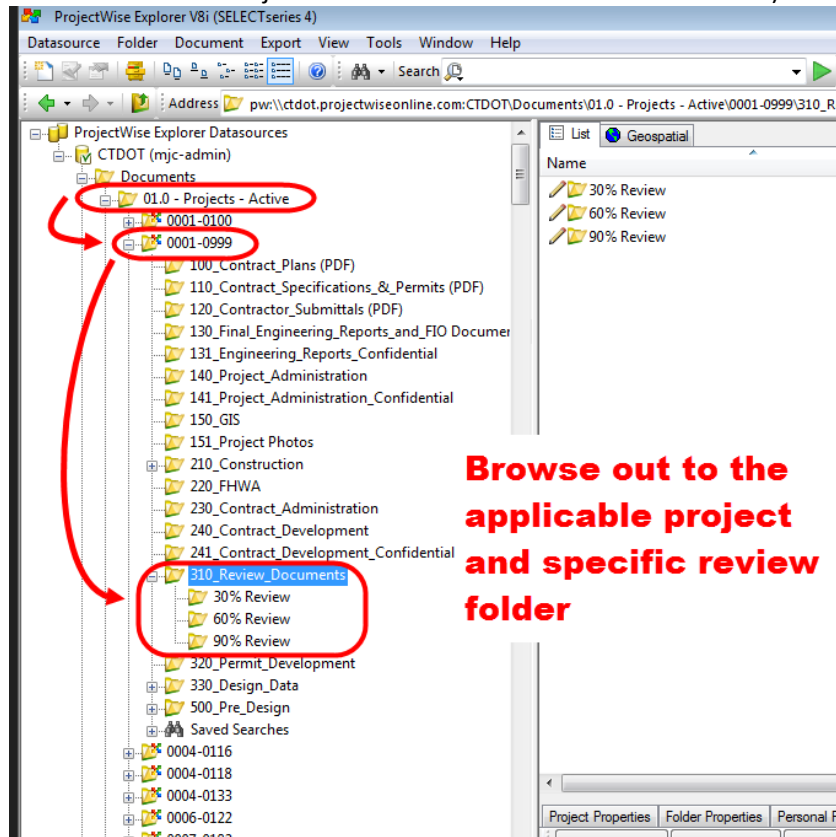 ProjectWise Explorer V8i (SELECTseries 4)
Datasource Folder Document Export View Tools Window Help
Search
Address pw:\\ctdot.projectwiseonline.com:CTDOT\Documents\01.0 - Projects - Active\0001-0999\310_R
ProjectWise Explorer Datasources
CTDOT (mjc-admin)
Documents
01.0 - Projects - Active
0001-0100
0001-0999
100_Contract_Plans (PDF)
110_Contract_Specifications_&_Permits (PDF)
120_Contractor_Submittals (PDF)
130_Final_Engineering_Reports_and_FIO Documen
131_Engineering_Reports_Confidential
140_Project_Administration
141_Project_Administration_Confidential
150_GIS
151_Project Photos
210_Construction
220_FHWA
230_Contract_Administration
240_Contract_Development
241_Contract_Development_Confidential
310_Review_Documents
30% Review
60% Review
90% Review
320_Permit_Development
330_Design_Data
500_Pre_Design
Saved Searches
0004-0116
0004-0118
0004-0133
0006-0122
List Geospatial
Name
30% Review
60% Review
90% Review
Browse out to the
applicable project
and specific review
folder
Project Properties Folder Properties Personal